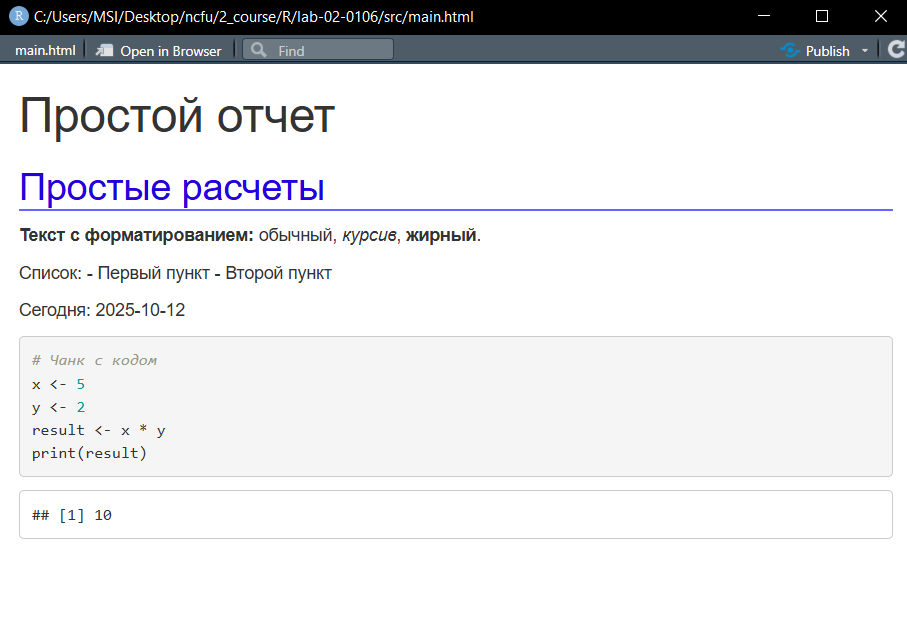 C:/Users/MSI/Desktop/ncfu/2_course/R/lab-02-0106/src/main.html
main.html Open in Browser Find Publish
Простой отчет
Простые расчеты
Текст с форматированием: обычный, курсив, жирный.
Список: - Первый пункт - Второй пункт
Сегодня: 2025-10-12
# Чанк с кодом
x <- 5
y <- 2
result <- x * y
print(result)
## [1] 10